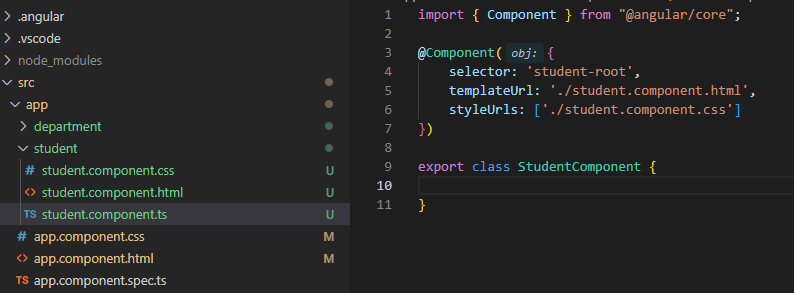 .angular
.vscode
node_modules
src
app
department
student
# student.component.css U
<> student.component.html U
TS student.component.ts U
# app.component.css M
<> app.component.html M
TS app.component.spec.ts
1 import { Component } from "@angular/core";
2
3 @Component( obj: {
4 selector: 'student-root',
5 templateUrl: './student.component.html',
6 styleUrls: ['./student.component.css']
7 })
8
9 export class StudentComponent {
10
11 }